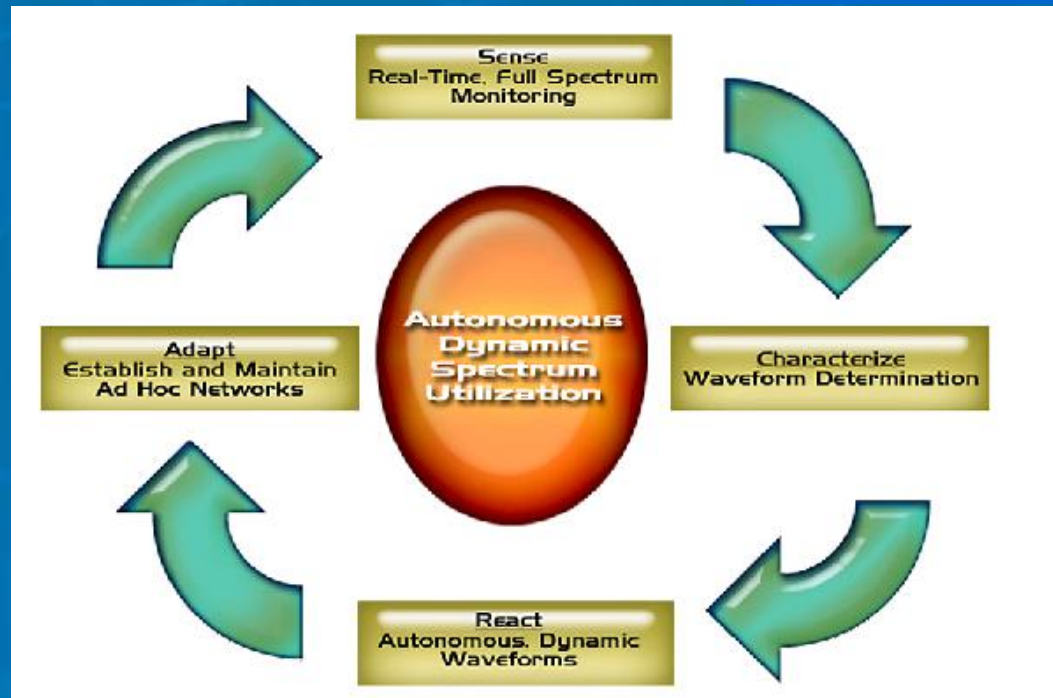 Sense
Real-Time, Full Spectrum
Monitoring
Autonomous
Dynamic
Spectrum
Utilization
Characterize
Waveform Determination
React
Autonomous, Dynamic
Waveforms
Adapt
Establish and Maintain
Ad Hoc Networks